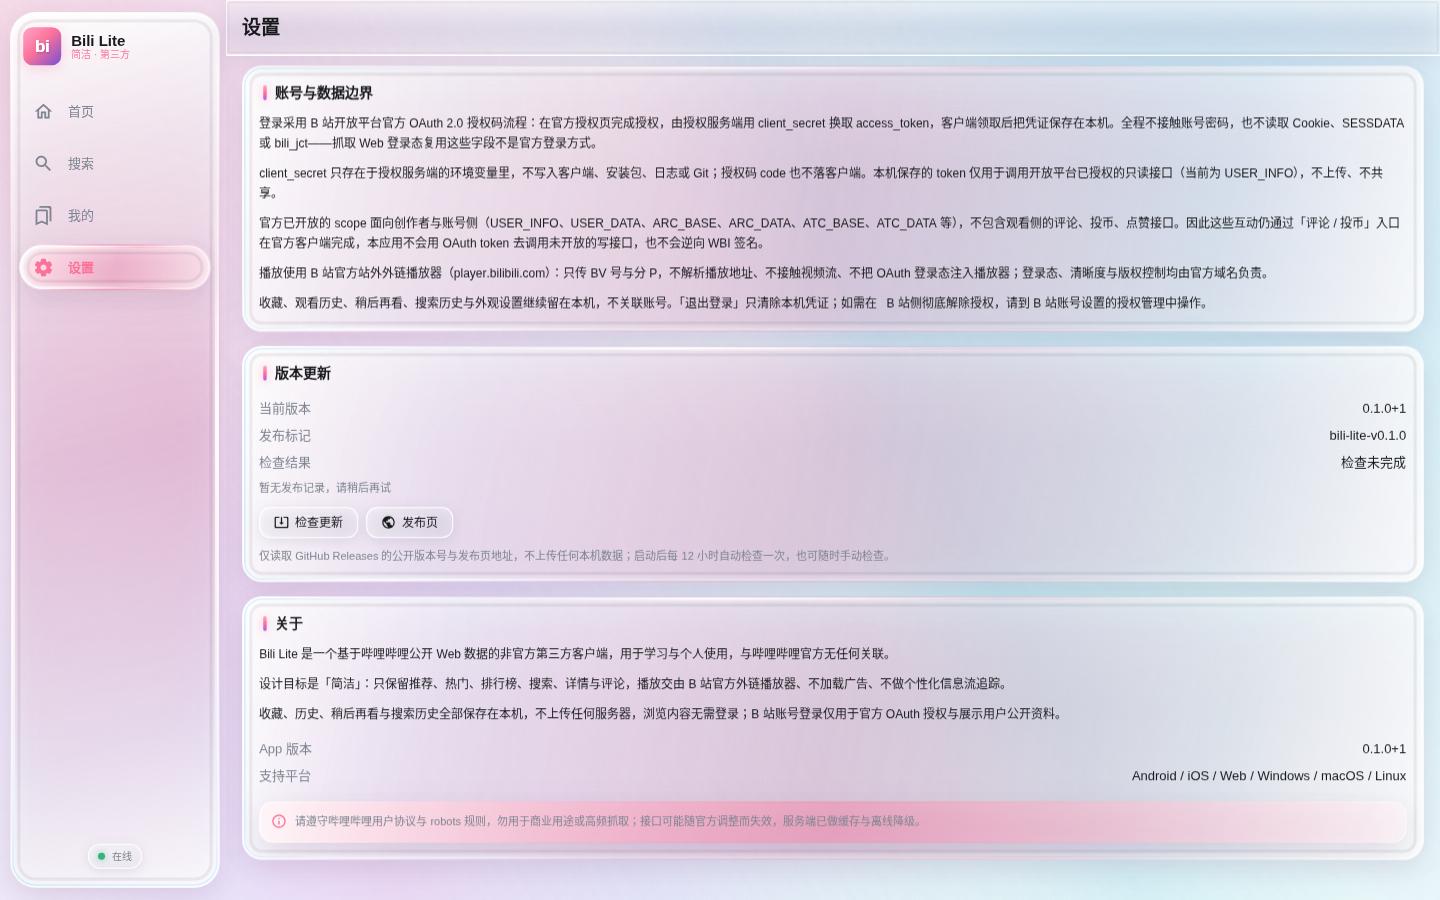 bi
Bili Lite
简洁 · 第三方
首页
搜索
我的
设置
在线
设置
账号与数据边界
登录采用 B 站开放平台官方 OAuth 2.0 授权码流程：在官方授权页完成授权，由授权服务端用 client_secret 换取 access_token，客户端领取后把凭证保存在本机。全程不接触账号密码，也不读取 Cookie、SESSDATA
或 bili_jct——抓取 Web 登录态复用这些字段不是官方登录方式。
client_secret 只存在于授权服务端的环境变量里，不写入客户端、安装包、日志或 Git；授权码 code 也不落客户端。本机保存的 token 仅用于调用开放平台已授权的只读接口（当前为 USER_INFO），不上传、不共
享。
官方已开放的 scope 面向创作者与账号侧（USER_INFO、USER_DATA、ARC_BASE、ARC_DATA、ATC_BASE、ATC_DATA 等），不包含观看侧的评论、投币、点赞接口。因此这些互动仍通过「评论 / 投币」入口
在官方客户端完成，本应用不会用 OAuth token 去调用未开放的写接口，也不会逆向 WBI 签名。
播放使用 B 站官方站外外链播放器（player.bilibili.com）：只传 BV 号与分 P，不解析播放地址、不接触视频流、不把 OAuth 登录态注入播放器；登录态、清晰度与版权控制均由官方域名负责。
收藏、观看历史、稍后再看、搜索历史与外观设置继续留在本机，不关联账号。「退出登录」只清除本机凭证；如需在 B 站侧彻底解除授权，请到 B 站账号设置的授权管理中操作。
版本更新
当前版本 0.1.0+1
发布标记 bili-lite-v0.1.0
检查结果 检查未完成
暂无发布记录，请稍后再试
检查更新 发布页
仅读取 GitHub Releases 的公开版本号与发布页地址，不上传任何本机数据；启动后每 12 小时自动检查一次，也可随时手动检查。
关于
Bili Lite 是一个基于哔哩哔哩公开 Web 数据的非官方第三方客户端，用于学习与个人使用，与哔哩哔哩官方无任何关联。
设计目标是「简洁」：只保留推荐、热门、排行榜、搜索、详情与评论，播放交由 B 站官方外链播放器、不加载广告、不做个性化信息流追踪。
收藏、历史、稍后再看与搜索历史全部保存在本机，不上传任何服务器，浏览内容无需登录；B 站账号登录仅用于官方 OAuth 授权与展示用户公开资料。
App 版本 0.1.0+1
支持平台 Android / iOS / Web / Windows / macOS / Linux
请遵守哔哩哔哩用户协议与 robots 规则，勿用于商业用途或高频抓取；接口可能随官方调整而失效，服务端已做缓存与离线降级。